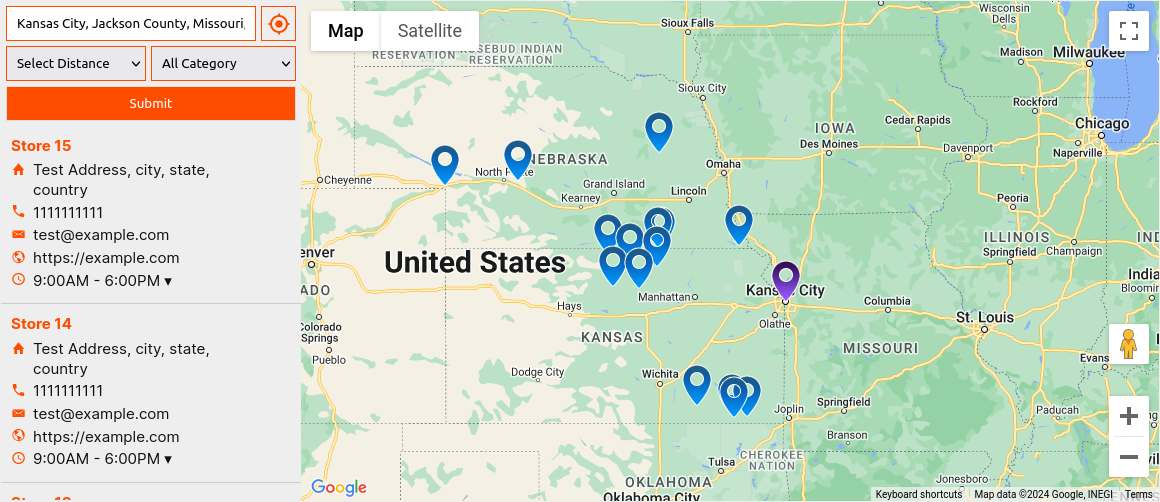 Kansas City, Jackson County, Missouri,
Select Distance
All Category
Submit
Store 15
Test Address, city, state,
country
1111111111
test@example.com
https://example.com
9:00AM - 6:00PM ▾
Store 14
Test Address, city, state,
country
1111111111
test@example.com
https://example.com
9:00AM - 6:00PM ▾
Map
Satellite
Sioux Falls
Wisconsin
Dells
ROSEBUD INDIAN
RESERVATION
RESERVATION
Madison
Milwaukee
Sioux City
Rockford
IOWA
Cedar Rapids
Chicago
Des Moines
Davenport
Naperville
NEBRASKA
Omaha
Cheyenne
North Platte
Grand Island
Lincoln
Kearney
Peoria
ILLINOIS
Champaign
Springfield
IND
enver
United States
India
Bloomin
ADO
Manhattan
Kansas City
Columbia
Hays
Olathe
St. Louis
Colorado
Springs
KANSAS
MISSOURI
Pueblo
Dodge City
Wichita
Evans
Joplin
Springfield
Paducah
Branson
CHEROKEE
NATION
Tulsa
OKLAHOMA
Jonesboro
Oklahoma City
Google
Keyboard shortcuts
Map data ©2024 Google, INEGI
Terms